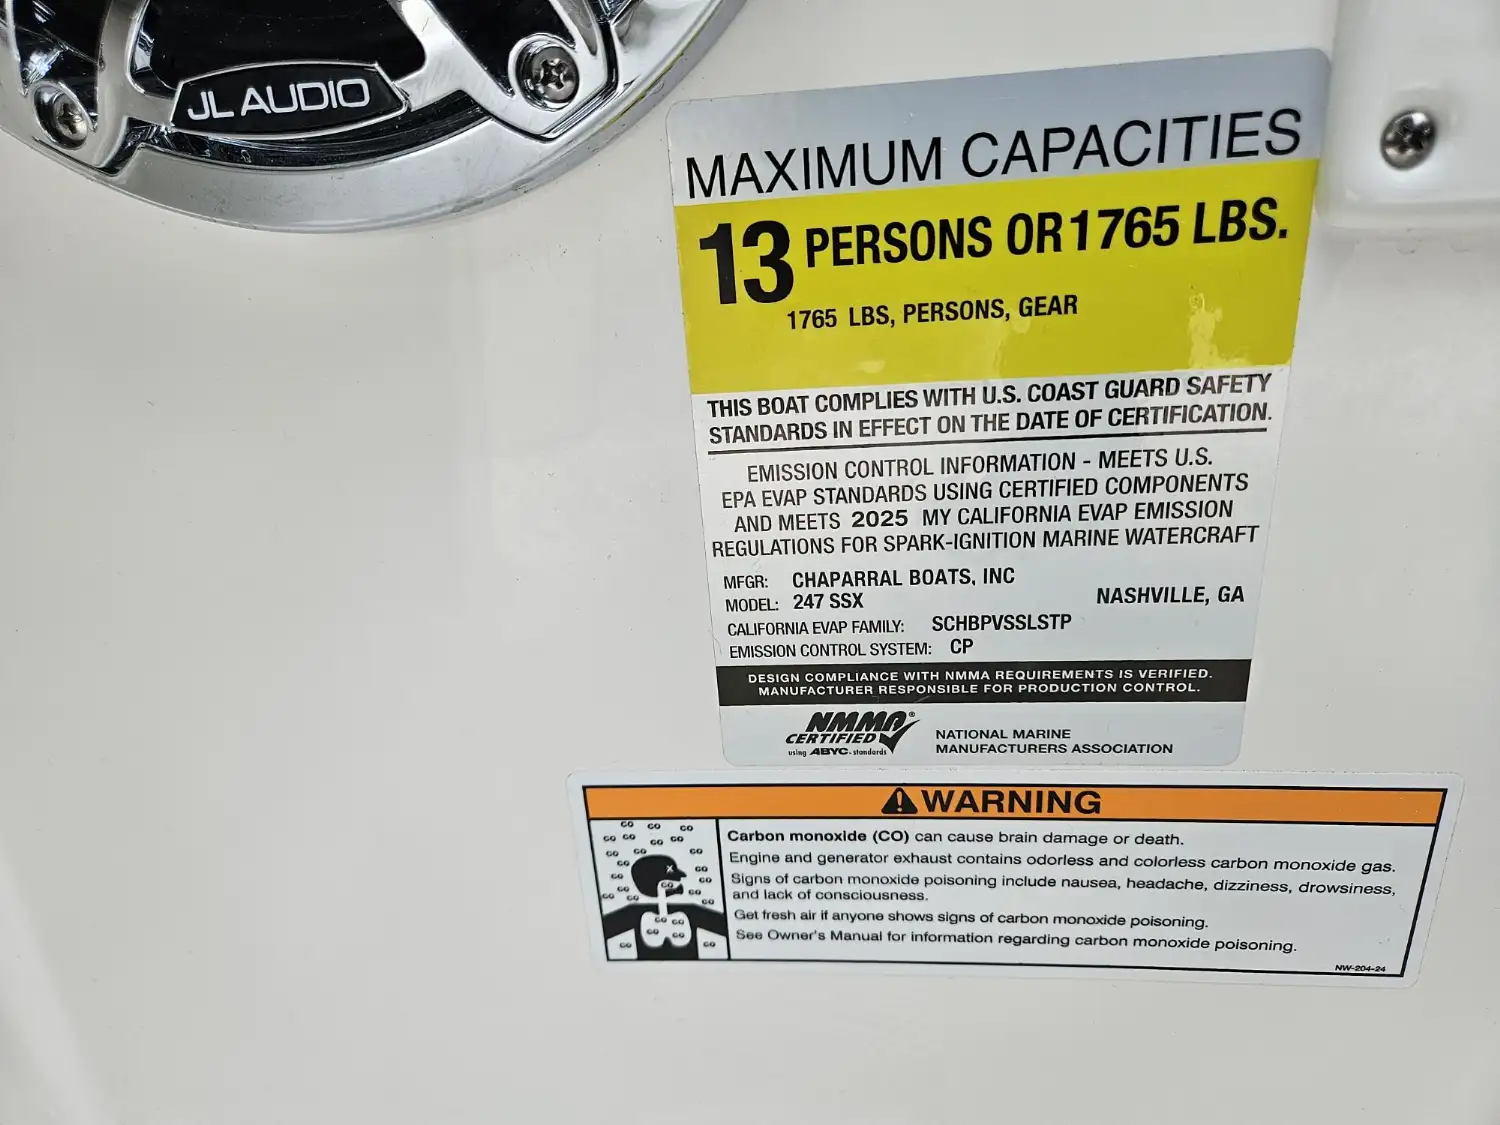 JL AUDIO
MAXIMUM CAPACITIES
13 PERSONS OR 1765 LBS.
1765 LBS, PERSONS, GEAR
THIS BOAT COMPLIES WITH U.S. COAST GUARD SAFETY
STANDARDS IN EFFECT ON THE DATE OF CERTIFICATION.
EMISSION CONTROL INFORMATION - MEETS U.S.
EPA EVAP STANDARDS USING CERTIFIED COMPONENTS
AND MEETS 2025 MY CALIFORNIA EVAP EMISSION
REGULATIONS FOR SPARK-IGNITION MARINE WATERCRAFT
MFGR: CHAPARRAL BOATS, INC
MODEL: 247 SSX NASHVILLE, GA
CALIFORNIA EVAP FAMILY: SCHBPVSSLSTP
EMISSION CONTROL SYSTEM: CP
DESIGN COMPLIANCE WITH NMMA REQUIREMENTS IS VERIFIED.
MANUFACTURER RESPONSIBLE FOR PRODUCTION CONTROL.
NMMA®
CERTIFIED
using ABYC standards
NATIONAL MARINE
MANUFACTURERS ASSOCIATION
WARNING
Carbon monoxide (CO) can cause brain damage or death.
Engine and generator exhaust contains odorless and colorless carbon monoxide gas.
Signs of carbon monoxide poisoning include nausea, headache, dizziness, drowsiness,
and lack of consciousness.
Get fresh air if anyone shows signs of carbon monoxide poisoning.
See Owner's Manual for information regarding carbon monoxide poisoning.
NW-204-24